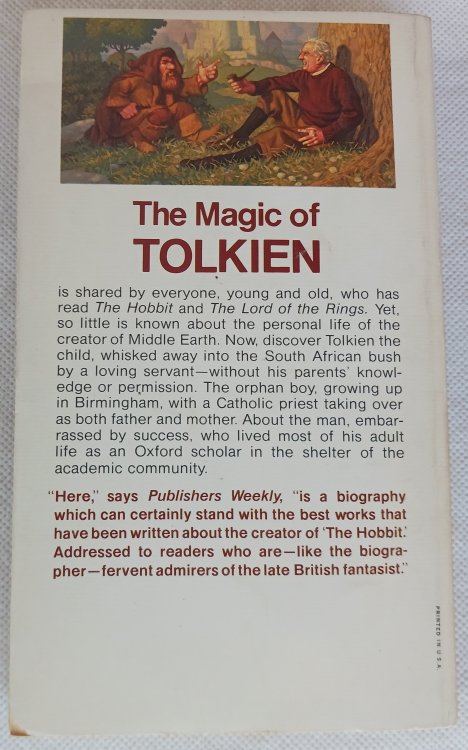 The Magic of
TOLKIEN
is shared by everyone, young and old, who has
read The Hobbit and The Lord of the Rings. Yet,
so little is known about the personal life of the
creator of Middle Earth. Now, discover Tolkien the
child, whisked away into the South African bush
by a loving servant—without his parents' knowl-
edge or permission. The orphan boy, growing up
in Birmingham, with a Catholic priest taking over
as both father and mother. About the man, embar-
rassed by success, who lived most of his adult
life as an Oxford scholar in the shelter of the
academic community.
"Here," says Publishers Weekly, "is a biography
which can certainly stand with the best works that
have been written about the creator of 'The Hobbit.'
Addressed to readers who are—like the biogra-
pher—fervent admirers of the late British fantasist."
PRINTED IN U.S.A.